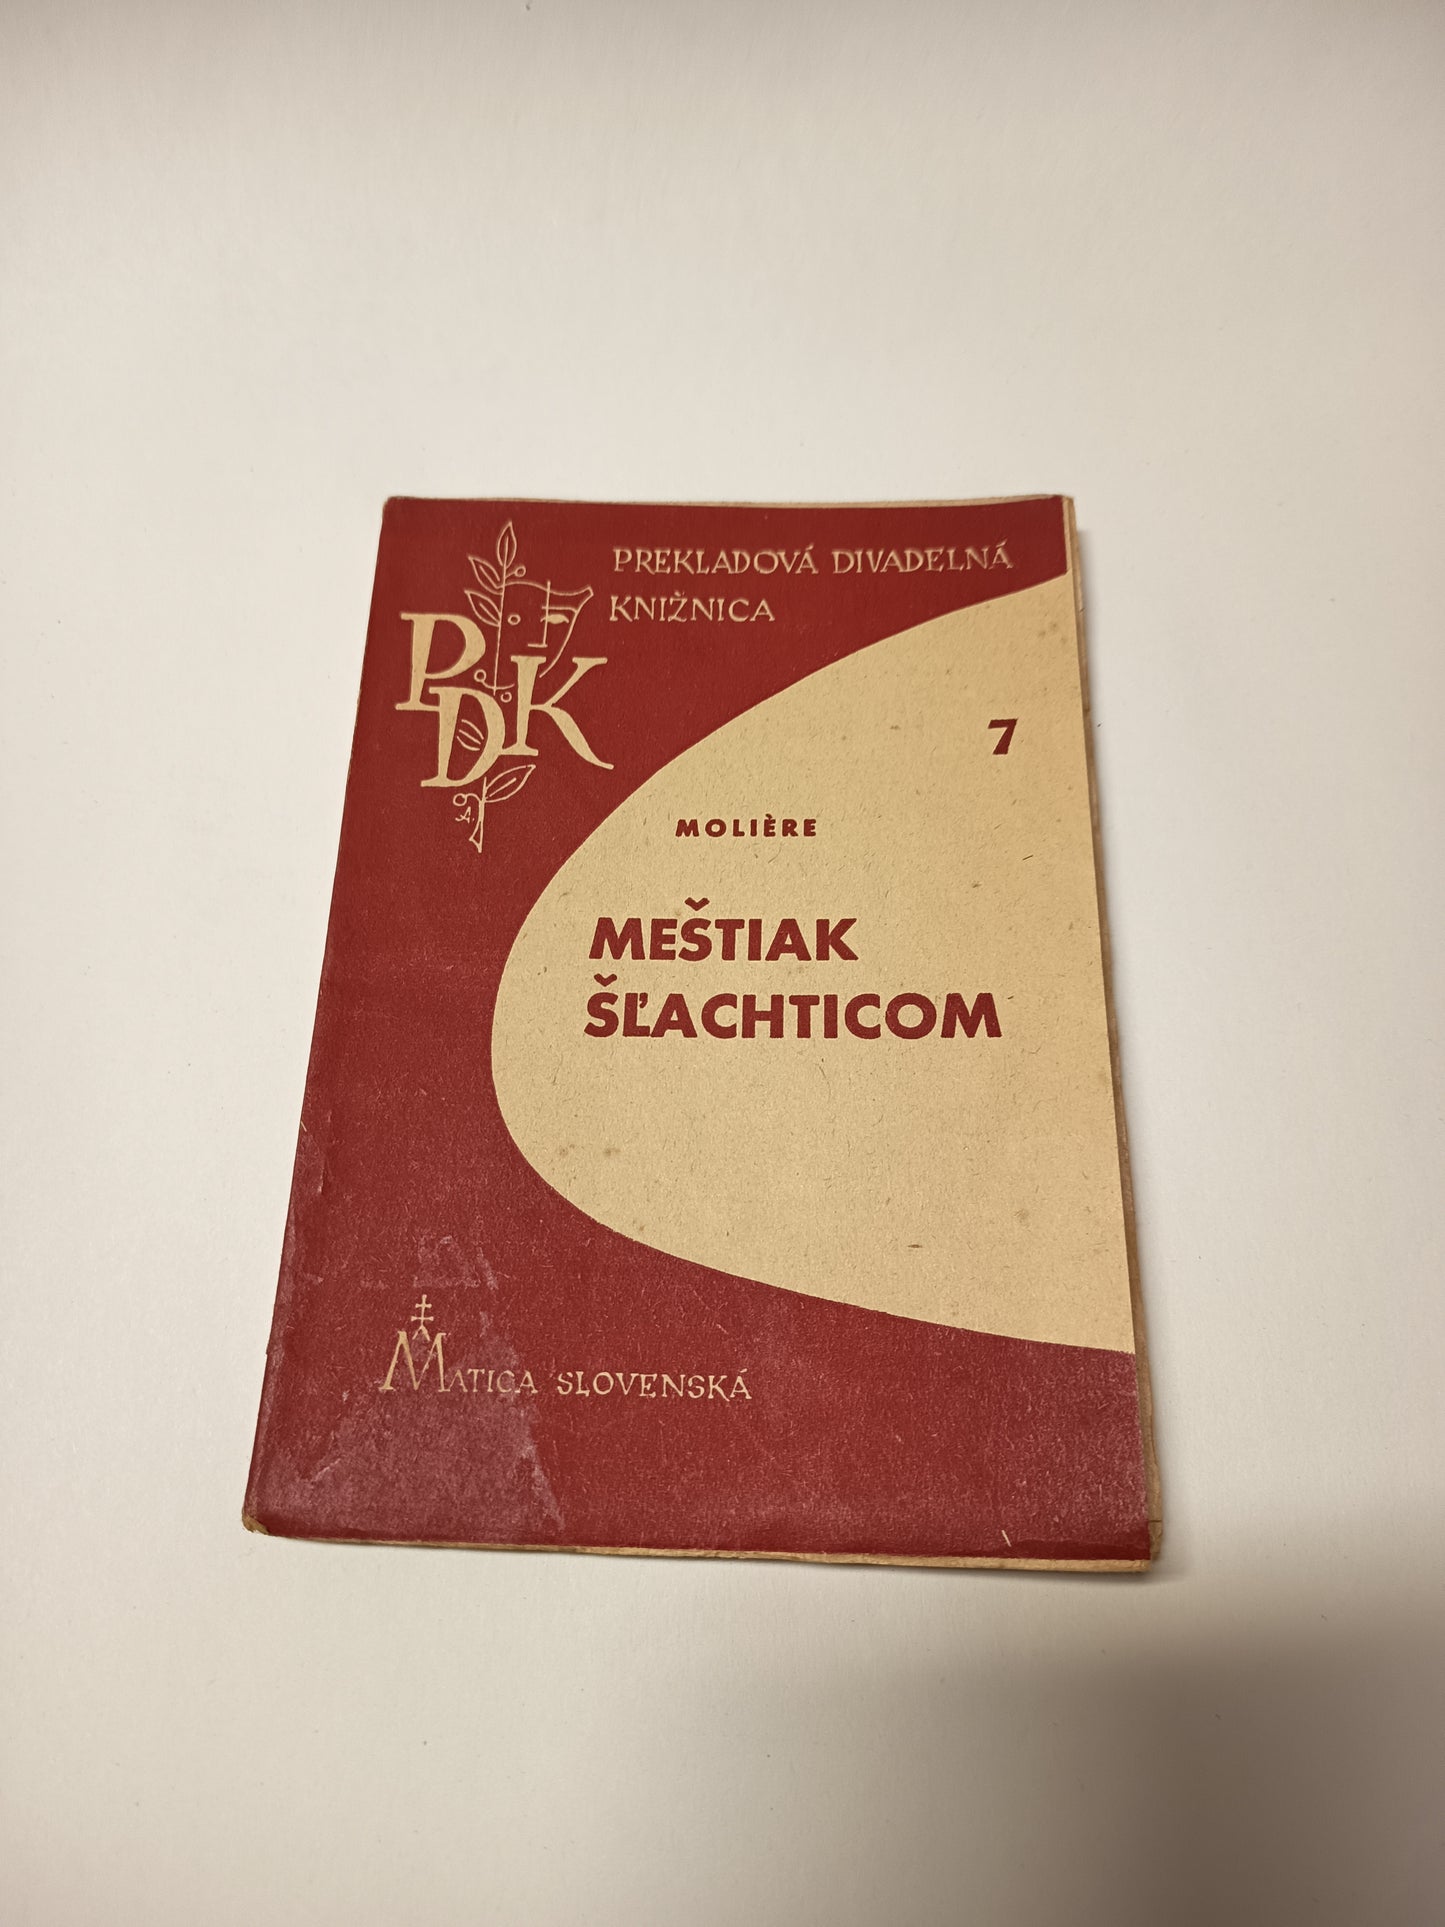 PREKLADOVÁ DIVADELNÁ
KNIŽNICA
PDK
A.
7
MOLIÈRE
MEŠTIAK
ŠĽACHTICOM
MATICA SLOVENSKÁ